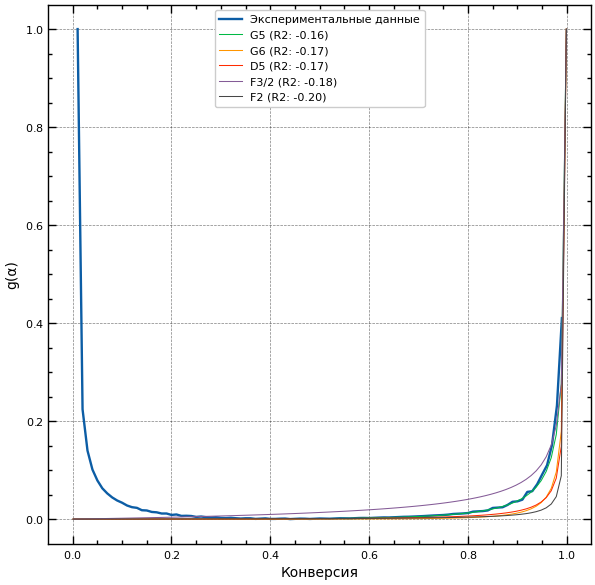 Экспериментальные данные
G5 (R2: -0.16)
G6 (R2: -0.17)
D5 (R2: -0.17)
F3/2 (R2: -0.18)
F2 (R2: -0.20)
1.0
0.8
0.6
0.4
0.2
0.0
g(α)
0.0 0.2 0.4 0.6 0.8 1.0
Конверсия